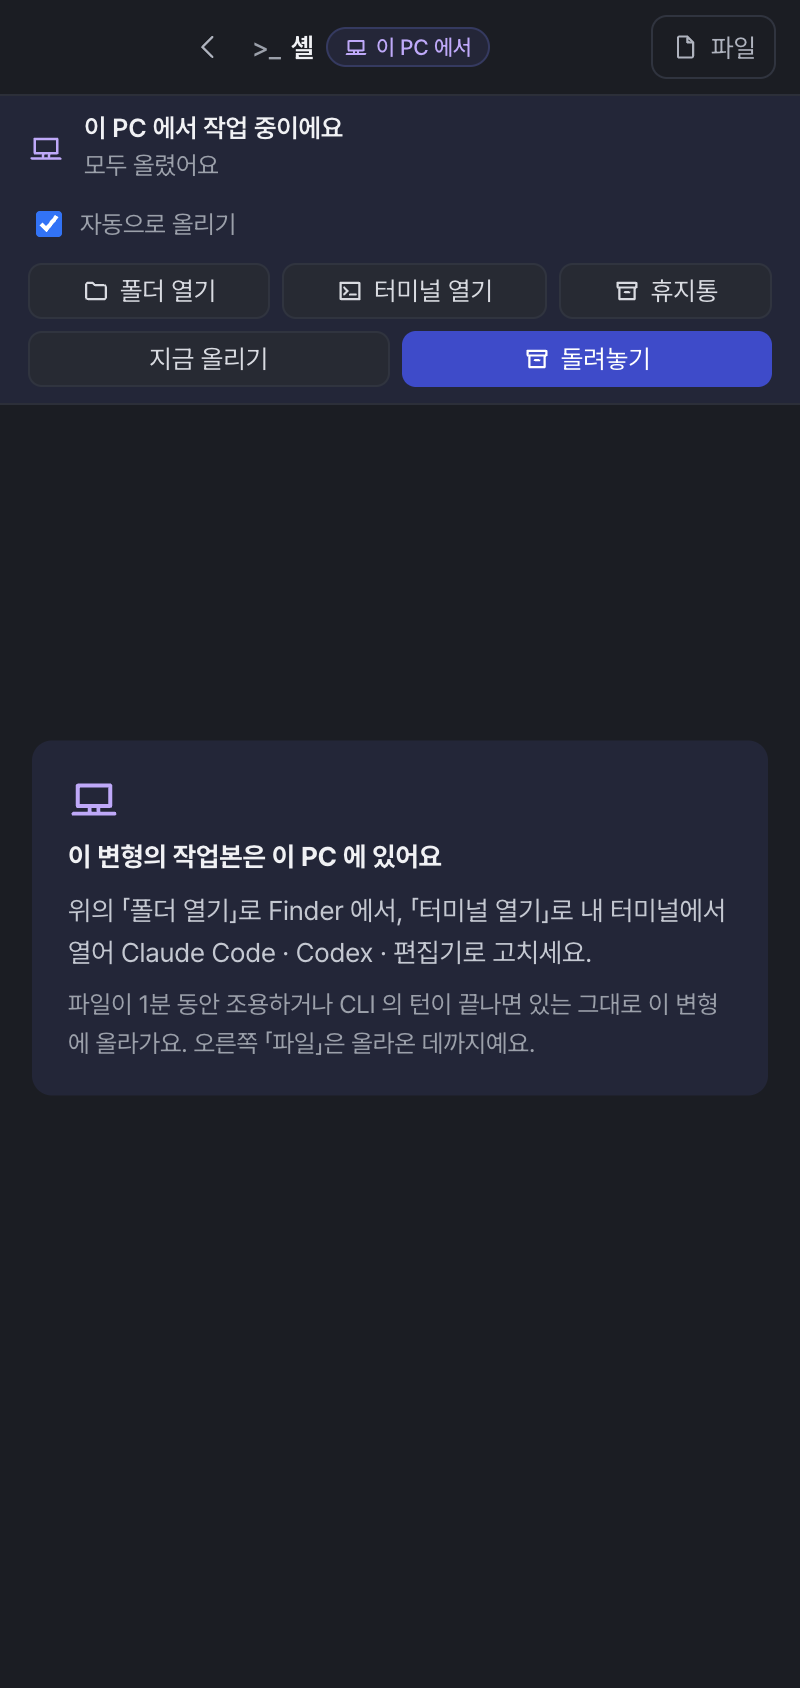 >_ 셸 이 PC 에서 파일
이 PC 에서 작업 중이에요
모두 올렸어요
자동으로 올리기
폴더 열기 터미널 열기 휴지통
지금 올리기 돌려놓기
이 변형의 작업본은 이 PC 에 있어요
위의 「폴더 열기」로 Finder 에서, 「터미널 열기」로 내 터미널에서
열어 Claude Code · Codex · 편집기로 고치세요.
파일이 1분 동안 조용하거나 CLI 의 턴이 끝나면 있는 그대로 이 변형
에 올라가요. 오른쪽 「파일」은 올라온 데까지예요.